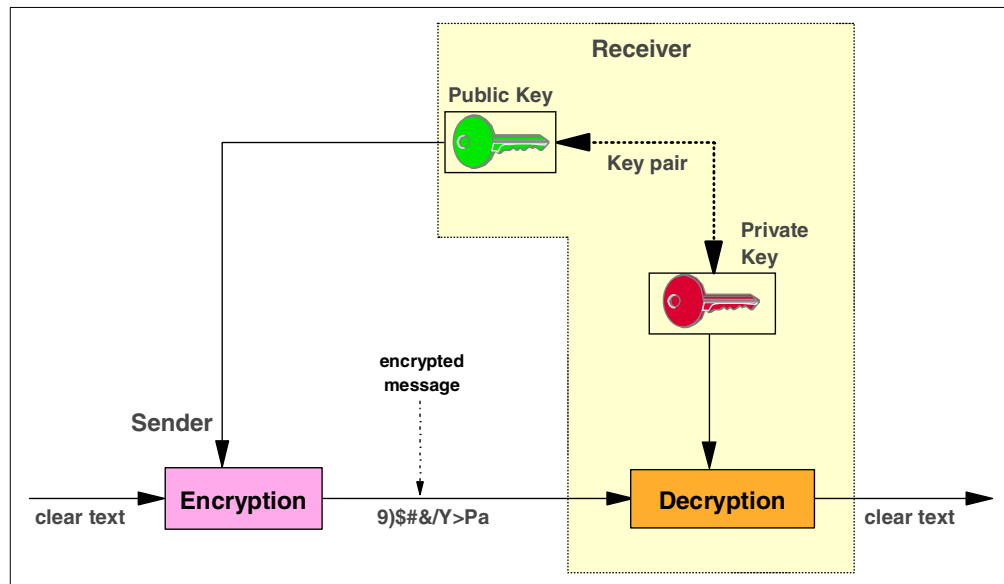 Receiver
Public Key
Key pair
Private
Key
encrypted
message
Sender
Encryption
Decryption
clear text
9)$#&/Y>Pa
clear text